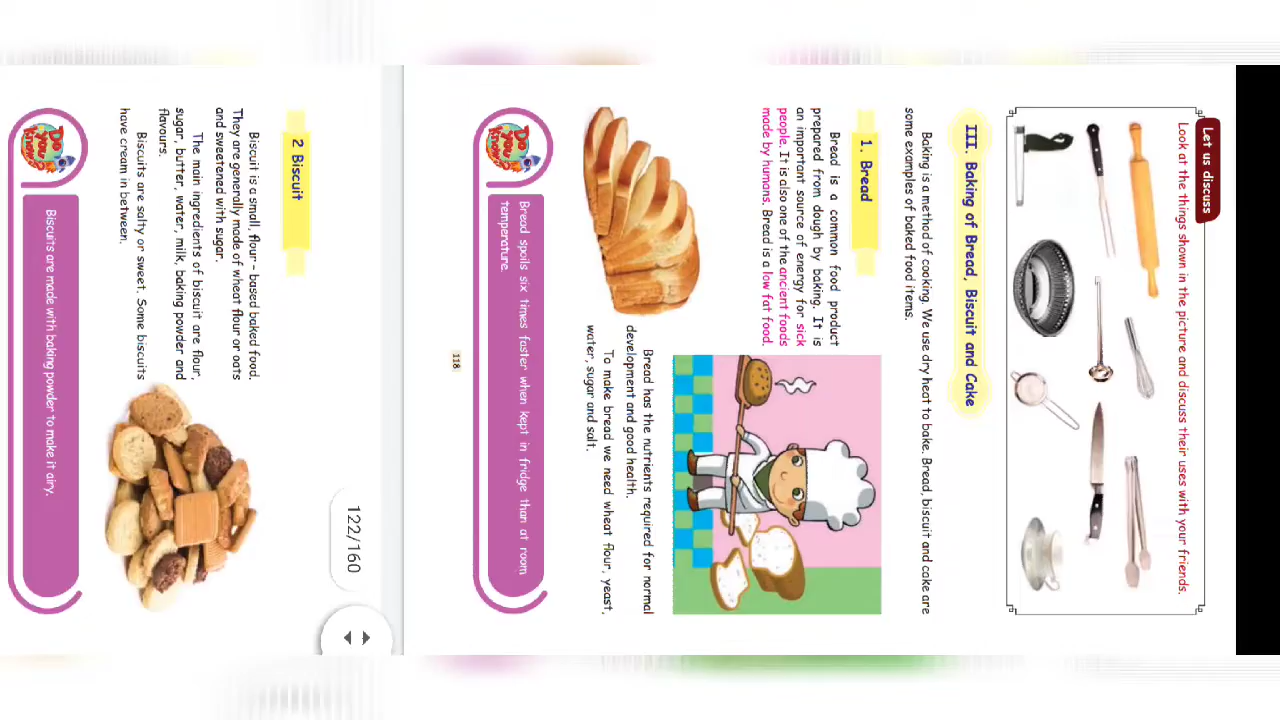 Let us discuss
Look at the things shown in the picture and discuss their uses with your friends.
III. Baking of Bread, Biscuit and Cake
Baking is a method of cooking. We use dry heat to bake. Bread, biscuit and cake are
some examples of baked food items.
1. Bread
Bread is a common food product
prepared from dough by baking. It is
an important source of energy for sick
people. It is also one of the ancient foods
made by humans. Bread is a low fat food.
Bread has the nutrients required for normal
development and good health.
To make bread we need wheat flour, yeast,
water, sugar and salt.
Do you Know?
Bread spoils six times faster when kept in fridge than at room
temperature.
118
122/160
2 Biscuit
Biscuit is a small, flour - based baked food.
They are generally made of wheat flour or oats
and sweetened with sugar.
The main ingredients of biscuit are flour,
sugar, butter, water, milk, baking powder and
flavours.
Biscuits are salty or sweet. Some biscuits
have cream in between.
Do you Know?
Biscuits are made with baking powder to make it airy.